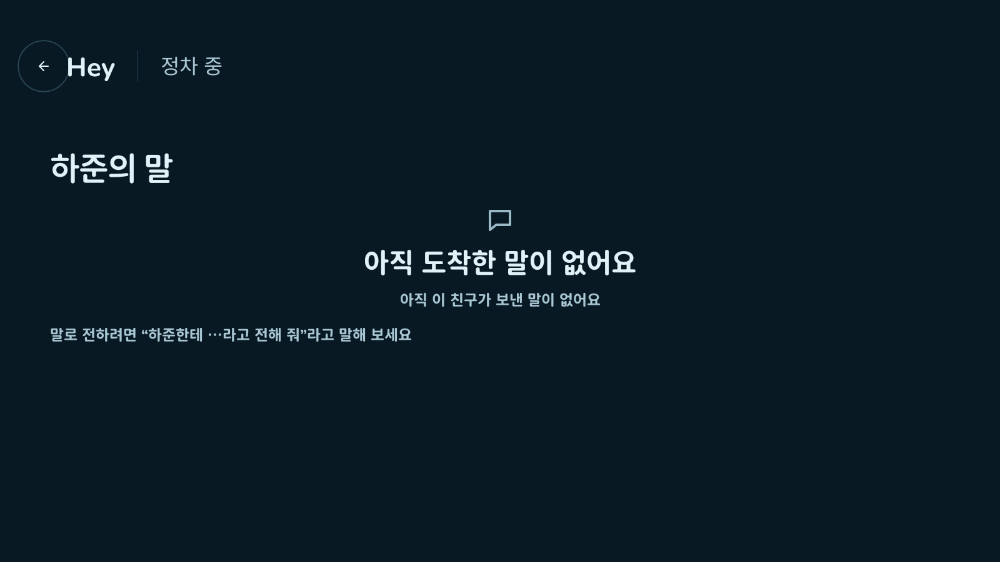 Hey
정차 중
하준의 말
아직 도착한 말이 없어요
아직 이 친구가 보낸 말이 없어요
말로 전하려면 “하준한테 …라고 전해 줘”라고 말해 보세요